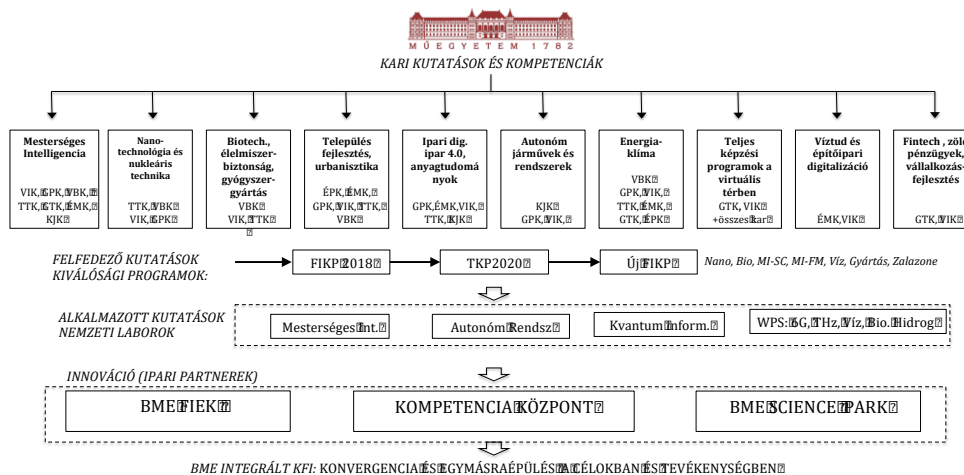 MŰEGYETEM 1782
KARI KUTATÁSOK ÉS KOMPETENCIÁK
Mesterséges
Intelligencia
VIK, GPK, VBK,
TTK, GTK, ÉMK,
KJK
Nano-
technológia és
nukleáris
technika
TTK, VBK
VIK, GPK
Biotech.,
élelmiszer-
biztonság,
gyógyszer-
gyártás
VBK
VIK, TTK
Település
fejlesztés,
urbanisztika
ÉPK, ÉMK,
GPK, VIK, TTK,
VBK
Ipari dig.
ipar 4.0,
anyagtudomá
nyok
GPK,ÉMK,VIK,
TTK, KJK
Autonóm
járművek és
rendszerek
KJK
GPK, VIK,
Energia-
klíma
VBK
GPK, VIK,
TTK, ÉMK,
GTK, ÉPK
Teljes
képzési
programok a
virtuális
térben
GTK, VIK
+összes kar
Víztud és
építőipari
digitalizáció
ÉMK,VIK
Fintech , zöld
pénzügyek,
vállalkozás-
fejlesztés
GTK, VIK
FELFEDEZŐ KUTATÁSOK
KIVÁLÓSÁGI PROGRAMOK:
FIKP 2018
TKP2020
Új FIKP
Nano, Bio, MI-SC, MI-FM, Víz, Gyártás, Zalazone
ALKALMAZOTT KUTATÁSOK
NEMZETI LABOROK
Mesterséges Int.
Autonóm Rendsz
Kvantum Inform.
WPS: 6G, THz, Víz, Bio. Hidrog
INNOVÁCIÓ (IPARI PARTNEREK)
BME FIEK
KOMPETENCIA KÖZPONT
BME SCIENCE PARK
BME INTEGRÁLT KFI: KONVERGENCIA ÉS EGYMÁSRAÉPÜLÉS A CÉLOKBAN ÉS TEVÉKENYSÉGBEN